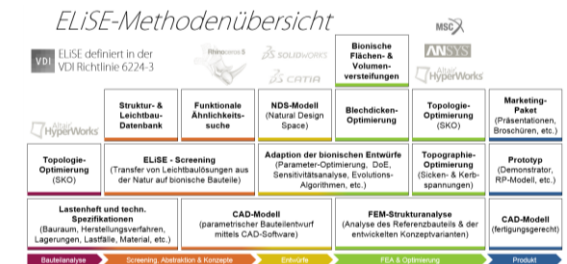 ELiSE-Methodenübersicht
VDI
ELiSE definiert in der
VDI Richtlinie 6224-3
Rhinoceros 5
SOLIDWORKS
CATIA
Bionische
Flächen- &
Volumen-
versteifungen
MSC
ANSYS
Altair
HyperWorks
Altair
HyperWorks
Struktur- &
Leichtbau-
Datenbank
Funktionale
Ähnlichkeits-
suche
NDS-Modell
(Natural Design
Space)
Blechdicken-
Optimierung
Topologie-
Optimierung
(SKO)
Marketing-
Paket
(Präsentationen,
Broschüren, etc.)
Topologie-
Optimierung
(SKO)
ELiSE - Screening
(Transfer von Leichtbaulösungen aus
der Natur auf bionische Bauteile)
Adaption der bionischen Entwürfe
(Parameter-Optimierung, DoE,
Sensitivitätsanalyse, Evolutions-
Algorithmen, etc.)
Topographie-
Optimierung
(Sicken- & Kerb-
spannungen)
Prototyp
(Demonstrator,
RP-Modell, etc.)
Lastenheft und techn.
Spezifikationen
(Bauraum, Herstellungsverfahren,
Lagerungen, Lastfälle, Material, etc.)
CAD-Modell
(parametrischer Bauteilentwurf
mittels CAD-Software)
FEM-Strukturanalyse
(Analyse des Referenzbauteils & der
entwickelten Konzeptvarianten)
CAD-Modell
(fertigungsgerecht)
Bauteilanalyse
Screening, Abstraktion & Konzepte
Entwürfe
FEA & Optimierung
Produkt